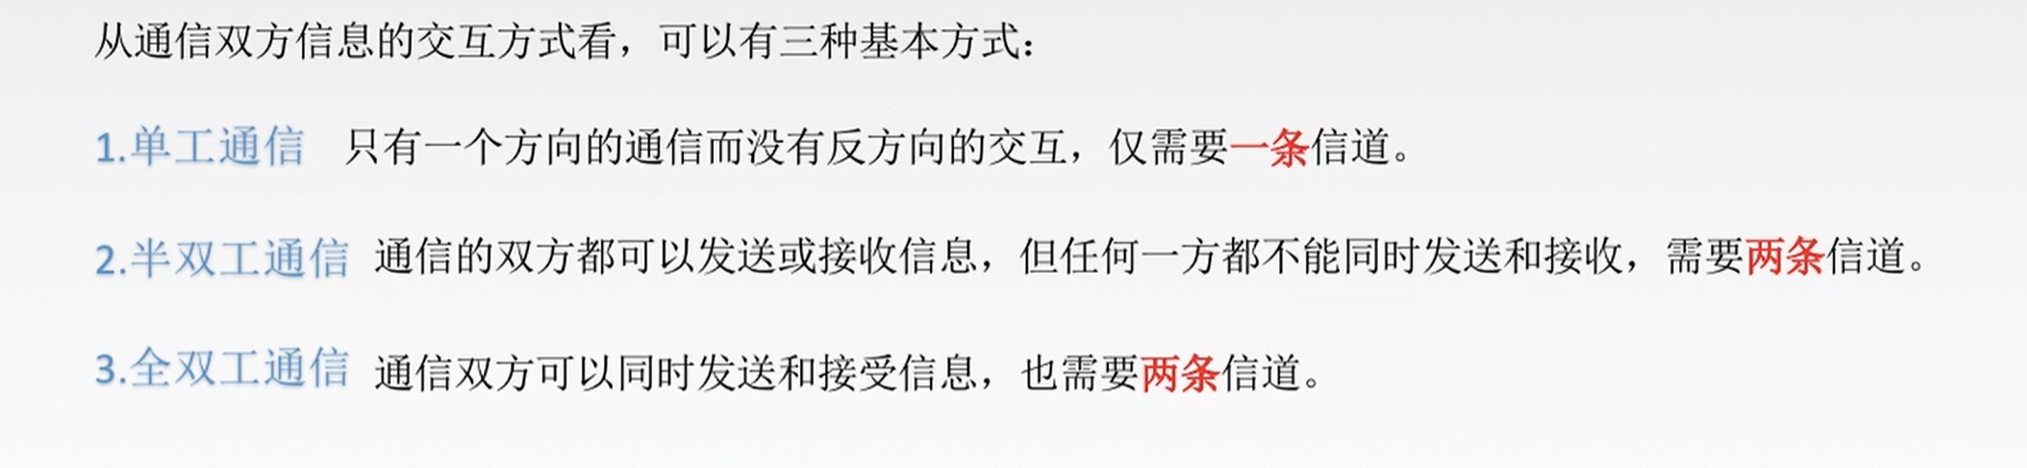 从通信双方信息的交互方式看，可以有三种基本方式：
1.单工通信 只有一个方向的通信而没有反方向的交互，仅需要一条信道。
2.半双工通信 通信的双方都可以发送或接收信息，但任何一方都不能同时发送和接收，需要两条信道。
3.全双工通信 通信双方可以同时发送和接受信息，也需要两条信道。